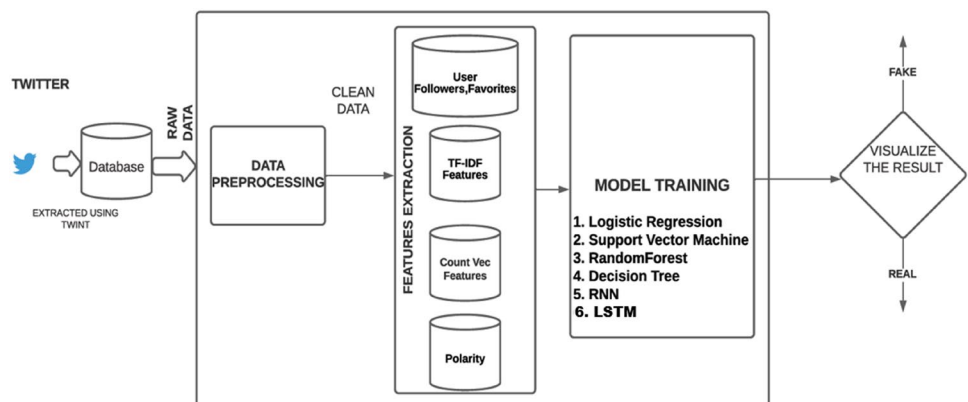 TWITTER
Database
EXTRACTED USING
TWINT
RAW
DATA
DATA
PREPROCESSING
CLEAN
DATA
FEATURES EXTRACTION
User
Followers,Favorites
TF-IDF
Features
Count Vec
Features
Polarity
MODEL TRAINING
1. Logistic Regression
2. Support Vector Machine
3. RandomForest
4. Decision Tree
5. RNN
6. LSTM
FAKE
VISUALIZE
THE RESULT
REAL